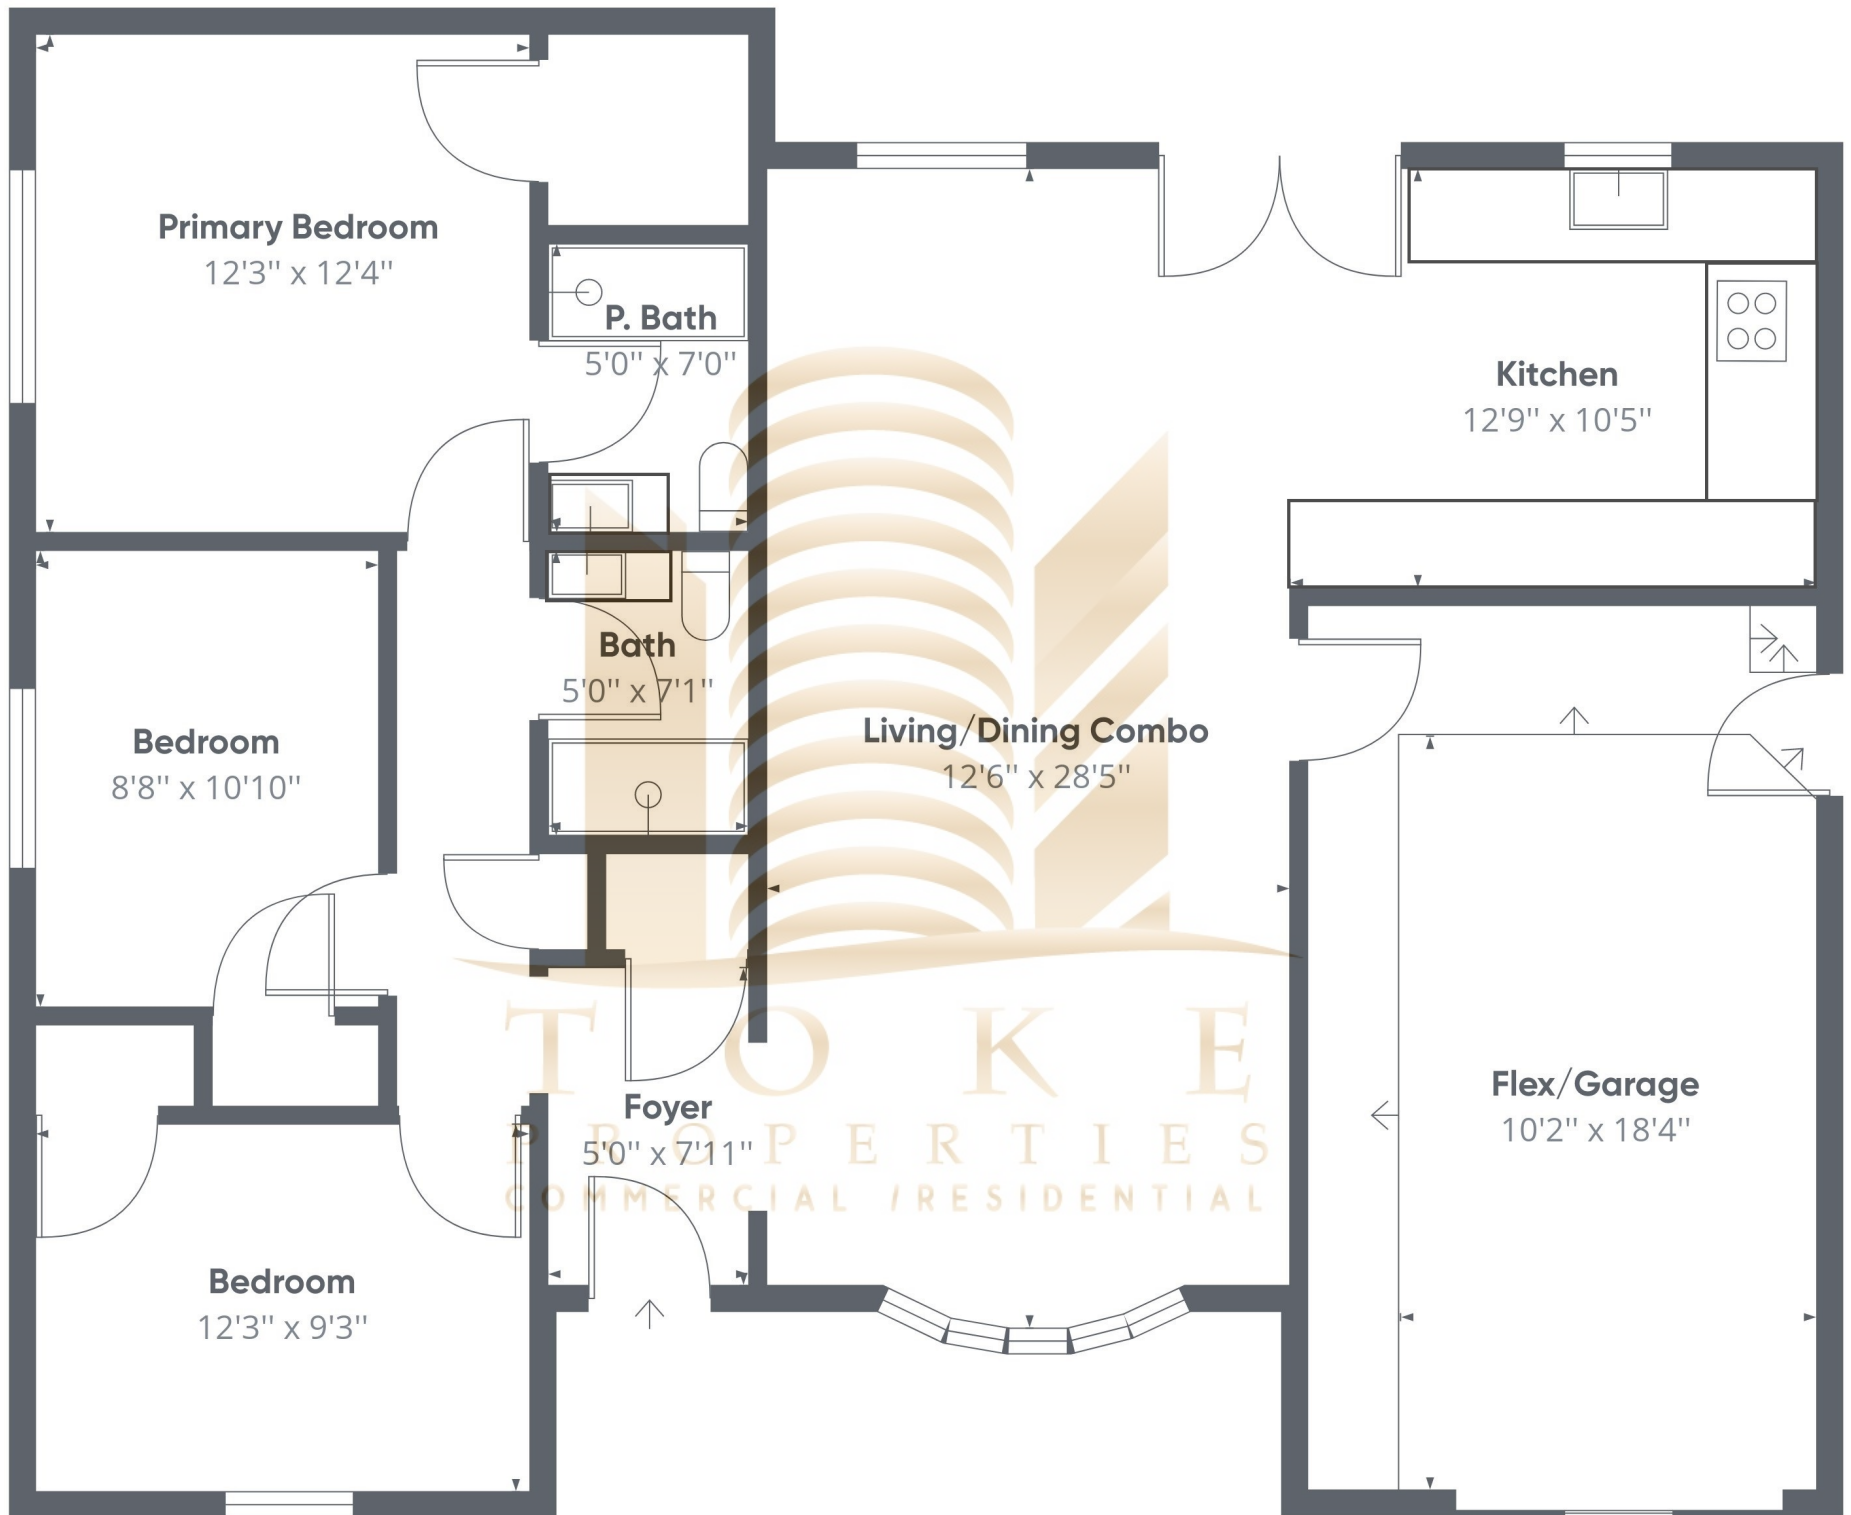 Primary Bedroom
12'3" x 12'4"
P. Bath
5'0" x 7'0"
Kitchen
12'9" x 10'5"
Bath
5'0" x 7'1"
Bedroom
8'8" x 10'10"
Living/Dining Combo
12'6" x 28'5"
TOKE
PROPERTIES
COMMERCIAL /RESIDENTIAL
Foyer
5'0" x 7'11"
Flex/Garage
10'2" x 18'4"
Bedroom
12'3" x 9'3"